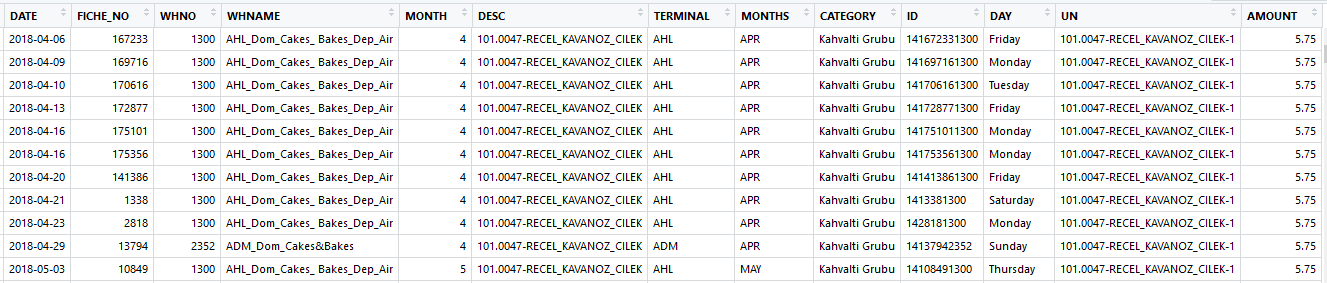 DATE FICHE_NO WHNO WHNAME MONTH DESC TERMINAL MONTHS CATEGORY ID DAY UN AMOUNT
2018-04-06 167233 1300 AHL_Dom_Cakes_ Bakes_Dep_Air 4 101.0047-RECEL_KAVANOZ_CILEK AHL APR Kahvalti Grubu 141672331300 Friday 101.0047-RECEL_KAVANOZ_CILEK-1 5.75
2018-04-09 169716 1300 AHL_Dom_Cakes_ Bakes_Dep_Air 4 101.0047-RECEL_KAVANOZ_CILEK AHL APR Kahvalti Grubu 141697161300 Monday 101.0047-RECEL_KAVANOZ_CILEK-1 5.75
2018-04-10 170616 1300 AHL_Dom_Cakes_ Bakes_Dep_Air 4 101.0047-RECEL_KAVANOZ_CILEK AHL APR Kahvalti Grubu 141706161300 Tuesday 101.0047-RECEL_KAVANOZ_CILEK-1 5.75
2018-04-13 172877 1300 AHL_Dom_Cakes_ Bakes_Dep_Air 4 101.0047-RECEL_KAVANOZ_CILEK AHL APR Kahvalti Grubu 141728771300 Friday 101.0047-RECEL_KAVANOZ_CILEK-1 5.75
2018-04-16 175101 1300 AHL_Dom_Cakes_ Bakes_Dep_Air 4 101.0047-RECEL_KAVANOZ_CILEK AHL APR Kahvalti Grubu 141751011300 Monday 101.0047-RECEL_KAVANOZ_CILEK-1 5.75
2018-04-16 175356 1300 AHL_Dom_Cakes_ Bakes_Dep_Air 4 101.0047-RECEL_KAVANOZ_CILEK AHL APR Kahvalti Grubu 141753561300 Monday 101.0047-RECEL_KAVANOZ_CILEK-1 5.75
2018-04-20 141386 1300 AHL_Dom_Cakes_ Bakes_Dep_Air 4 101.0047-RECEL_KAVANOZ_CILEK AHL APR Kahvalti Grubu 141413861300 Friday 101.0047-RECEL_KAVANOZ_CILEK-1 5.75
2018-04-21 1338 1300 AHL_Dom_Cakes_ Bakes_Dep_Air 4 101.0047-RECEL_KAVANOZ_CILEK AHL APR Kahvalti Grubu 1413381300 Saturday 101.0047-RECEL_KAVANOZ_CILEK-1 5.75
2018-04-23 2818 1300 AHL_Dom_Cakes_ Bakes_Dep_Air 4 101.0047-RECEL_KAVANOZ_CILEK AHL APR Kahvalti Grubu 1428181300 Monday 101.0047-RECEL_KAVANOZ_CILEK-1 5.75
2018-04-29 13794 2352 ADM_Dom_Cakes&Bakes 4 101.0047-RECEL_KAVANOZ_CILEK ADM APR Kahvalti Grubu 14137942352 Sunday 101.0047-RECEL_KAVANOZ_CILEK-1 5.75
2018-05-03 10849 1300 AHL_Dom_Cakes_ Bakes_Dep_Air 5 101.0047-RECEL_KAVANOZ_CILEK AHL MAY Kahvalti Grubu 14108491300 Thursday 101.0047-RECEL_KAVANOZ_CILEK-1 5.75